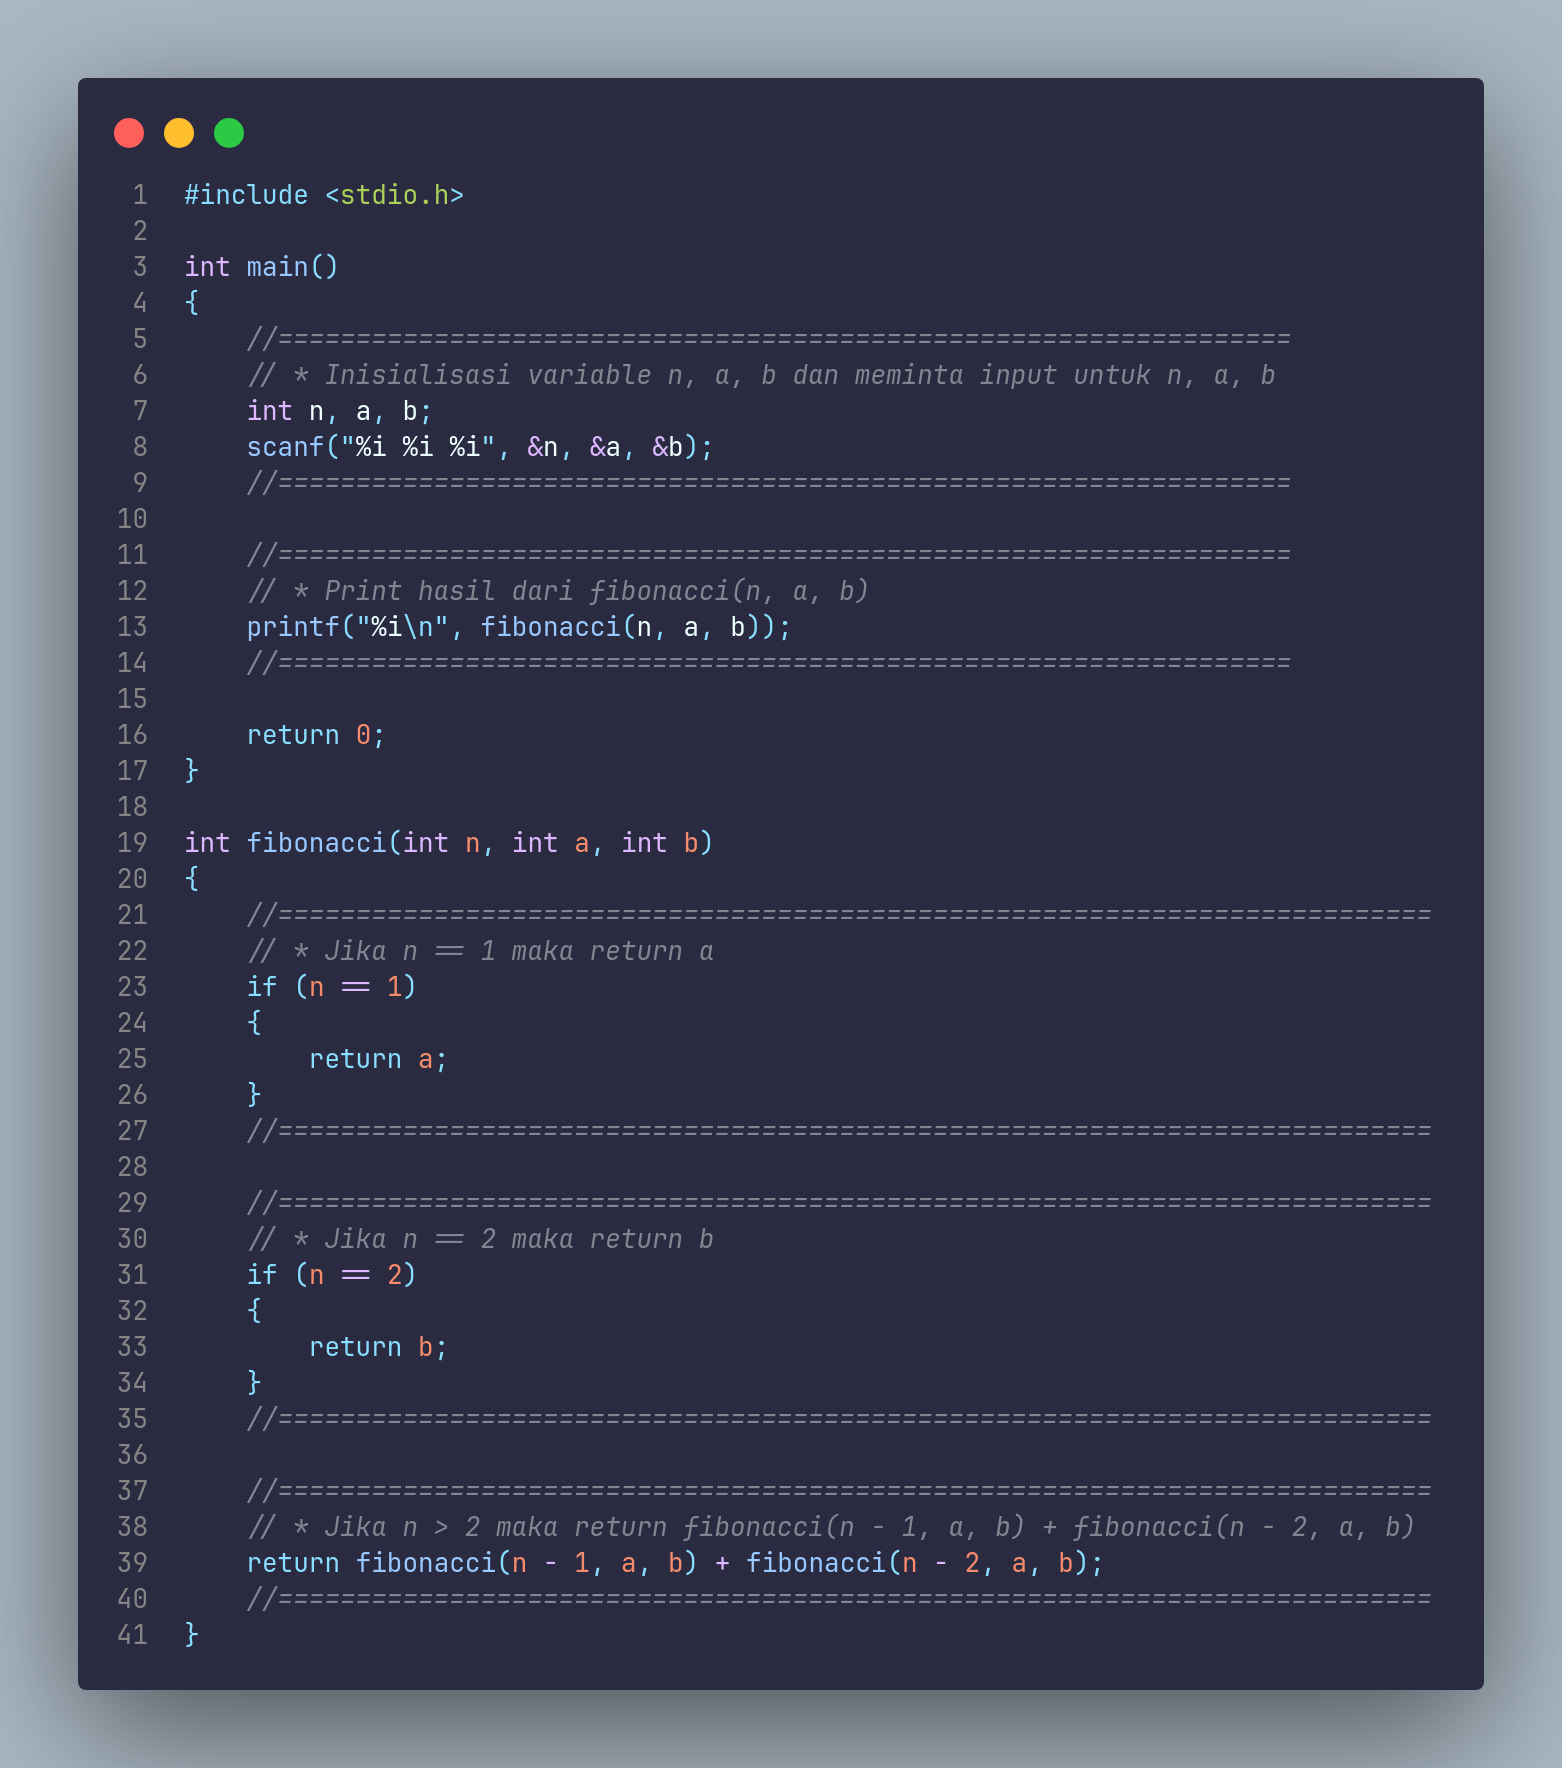 1 #include <stdio.h>
2
3 int main()
4 {
5     //=================================================================
6     // * Inisialisasi variable n, a, b dan meminta input untuk n, a, b
7     int n, a, b;
8     scanf("%i %i %i", &n, &a, &b);
9     //=================================================================
10
11     //=================================================================
12     // * Print hasil dari fibonacci(n, a, b)
13     printf("%i\n", fibonacci(n, a, b));
14     //=================================================================
15
16     return 0;
17 }
18
19 int fibonacci(int n, int a, int b)
20 {
21     //==========================================================================
22     // * Jika n == 1 maka return a
23     if (n == 1)
24     {
25         return a;
26     }
27     //==========================================================================
28
29     //==========================================================================
30     // * Jika n == 2 maka return b
31     if (n == 2)
32     {
33         return b;
34     }
35     //==========================================================================
36
37     //==========================================================================
38     // * Jika n > 2 maka return fibonacci(n - 1, a, b) + fibonacci(n - 2, a, b)
39     return fibonacci(n - 1, a, b) + fibonacci(n - 2, a, b);
40     //==========================================================================
41 }